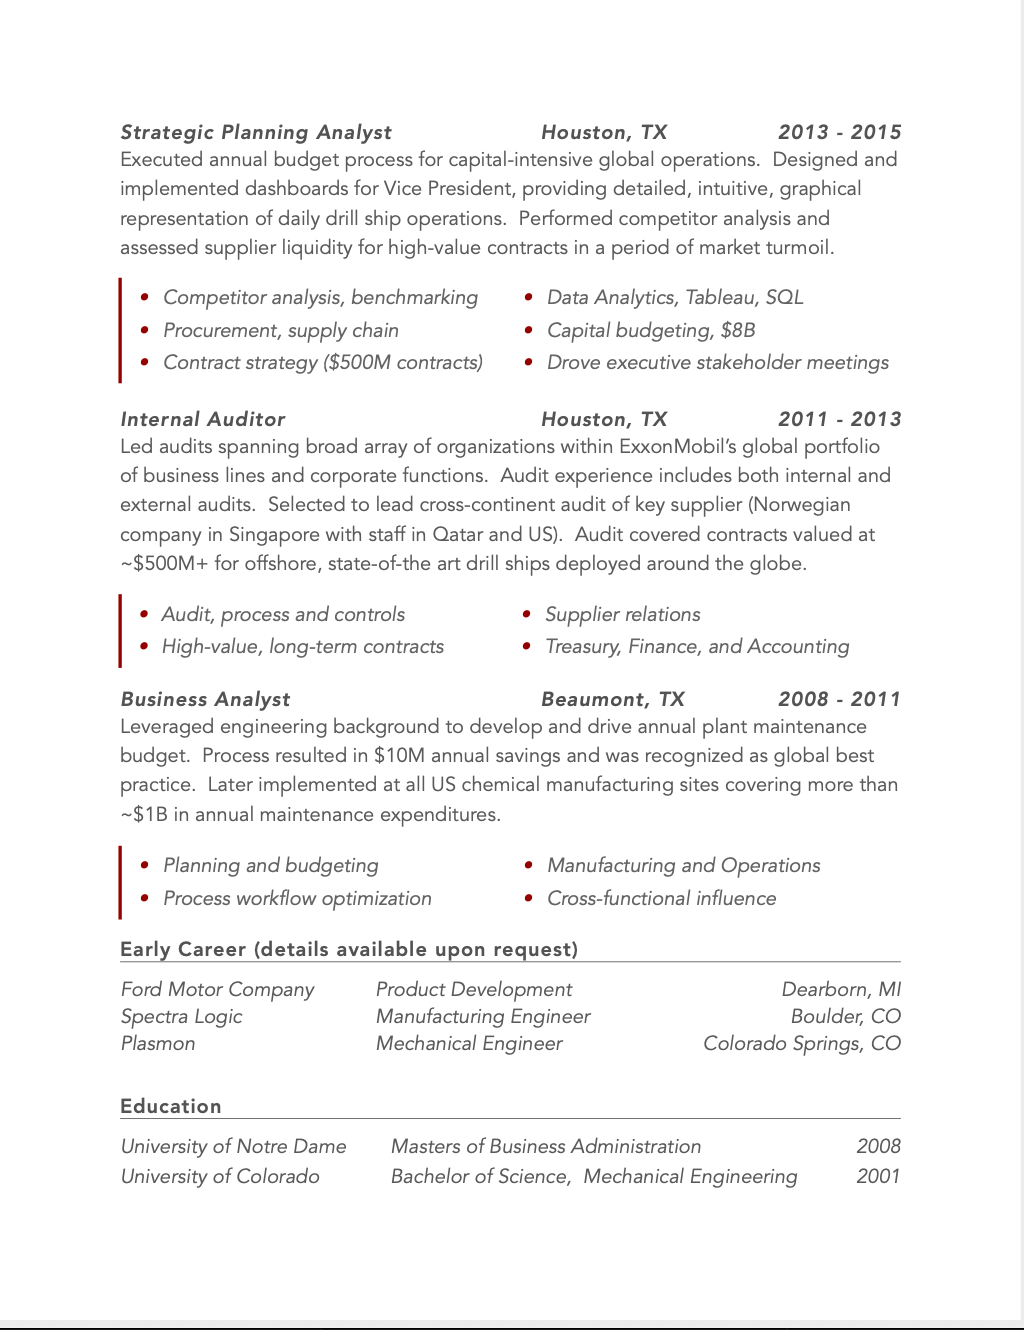 Strategic Planning Analyst Houston, TX 2013 - 2015
Executed annual budget process for capital-intensive global operations.  Designed and
implemented dashboards for Vice President, providing detailed, intuitive, graphical
representation of daily drill ship operations.  Performed competitor analysis and
assessed supplier liquidity for high-value contracts in a period of market turmoil.
• Competitor analysis, benchmarking • Data Analytics, Tableau, SQL
• Procurement, supply chain • Capital budgeting, $8B
• Contract strategy ($500M contracts) • Drove executive stakeholder meetings
Internal Auditor Houston, TX 2011 - 2013
Led audits spanning broad array of organizations within ExxonMobil’s global portfolio
of business lines and corporate functions.  Audit experience includes both internal and
external audits.  Selected to lead cross-continent audit of key supplier (Norwegian
company in Singapore with staff in Qatar and US).  Audit covered contracts valued at
~$500M+ for offshore, state-of-the art drill ships deployed around the globe.
• Audit, process and controls • Supplier relations
• High-value, long-term contracts • Treasury, Finance, and Accounting
Business Analyst Beaumont, TX 2008 - 2011
Leveraged engineering background to develop and drive annual plant maintenance
budget.  Process resulted in $10M annual savings and was recognized as global best
practice.  Later implemented at all US chemical manufacturing sites covering more than
~$1B in annual maintenance expenditures.
• Planning and budgeting • Manufacturing and Operations
• Process workflow optimization • Cross-functional influence
Early Career (details available upon request)
Ford Motor Company Product Development Dearborn, MI
Spectra Logic Manufacturing Engineer Boulder, CO
Plasmon Mechanical Engineer Colorado Springs, CO
Education
University of Notre Dame Masters of Business Administration 2008
University of Colorado Bachelor of Science,  Mechanical Engineering 2001